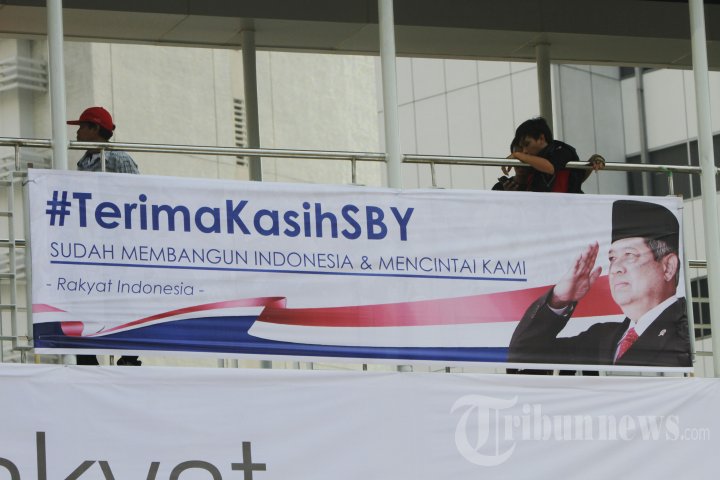 #TerimaKasihSBY
SUDAH MEMBANGUN INDONESIA & MENCINTAI KAMI
- Rakyat Indonesia -
Tribunnews.com